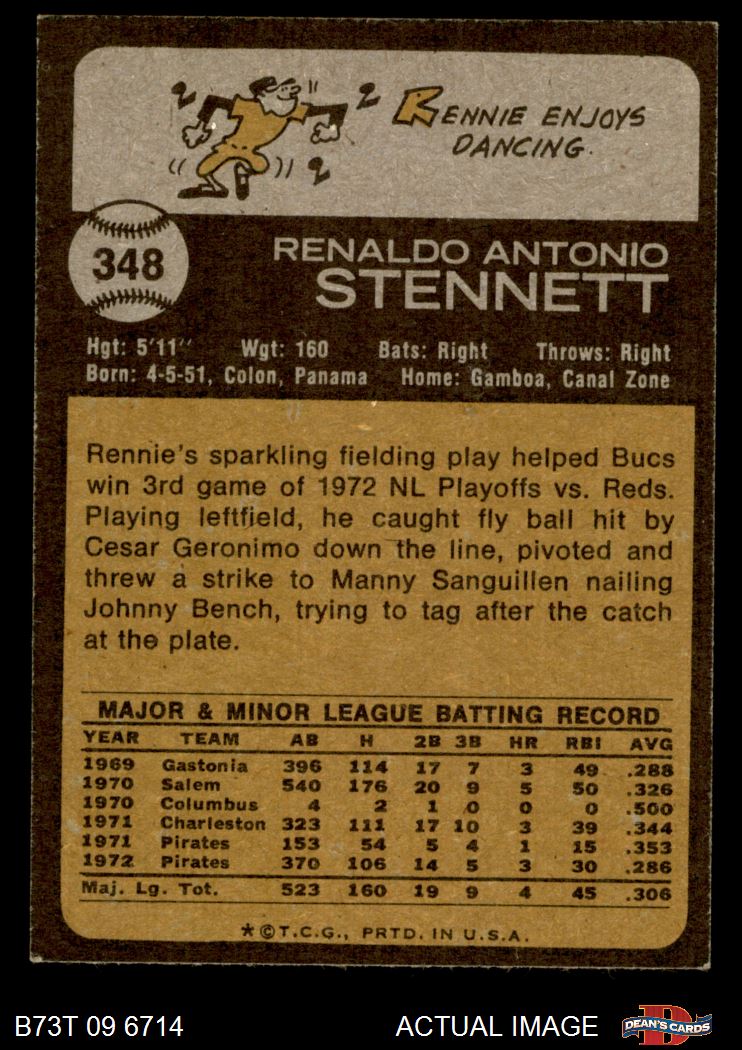 RENNIE ENJOYS
DANCING.
348
RENALDO ANTONIO
STENNETT
Hgt: 5'11" Wgt: 160 Bats: Right Throws: Right
Born: 4-5-51, Colon, Panama Home: Gamboa, Canal Zone
Rennie's sparkling fielding play helped Bucs
win 3rd game of 1972 NL Playoffs vs. Reds.
Playing leftfield, he caught fly ball hit by
Cesar Geronimo down the line, pivoted and
threw a strike to Manny Sanguillen nailing
Johnny Bench, trying to tag after the catch
at the plate.
MAJOR & MINOR LEAGUE BATTING RECORD
YEAR TEAM AB H 2B 3B HR RBI AVG
1969 Gastonia 396 114 17 7 3 49 .288
1970 Salem 540 176 20 9 5 50 .326
1970 Columbus 4 2 1 0 0 0 .500
1971 Charleston 323 111 17 10 3 39 .344
1971 Pirates 153 54 5 4 1 15 .353
1972 Pirates 370 106 14 5 3 30 .286
Maj. Lg. Tot. 523 160 19 9 4 45 .306
*©T.C.G., PRTD. IN U.S.A.
B73T 09 6714 ACTUAL IMAGE D DEAN'S CARDS